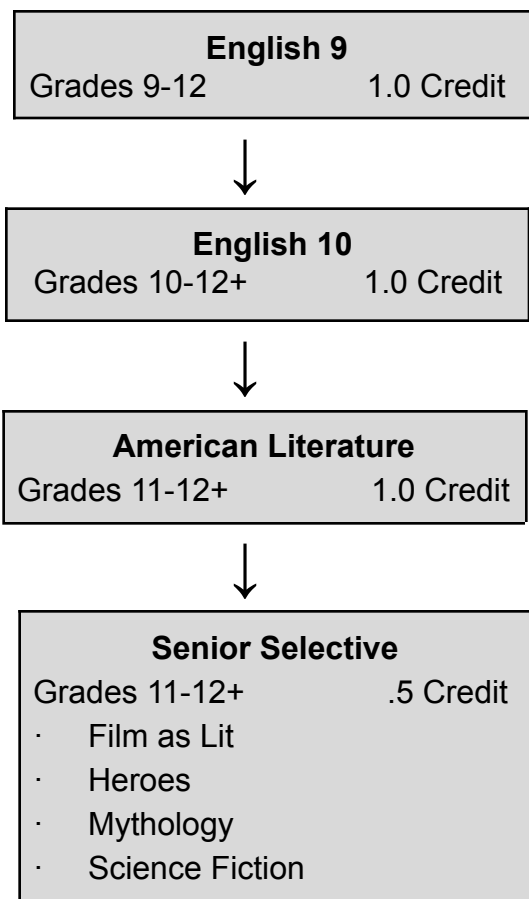 English 9
Grades 9-12 1.0 Credit
English 10
Grades 10-12+ 1.0 Credit
American Literature
Grades 11-12+ 1.0 Credit
Senior Selective
Grades 11-12+ .5 Credit
· Film as Lit
· Heroes
· Mythology
· Science Fiction